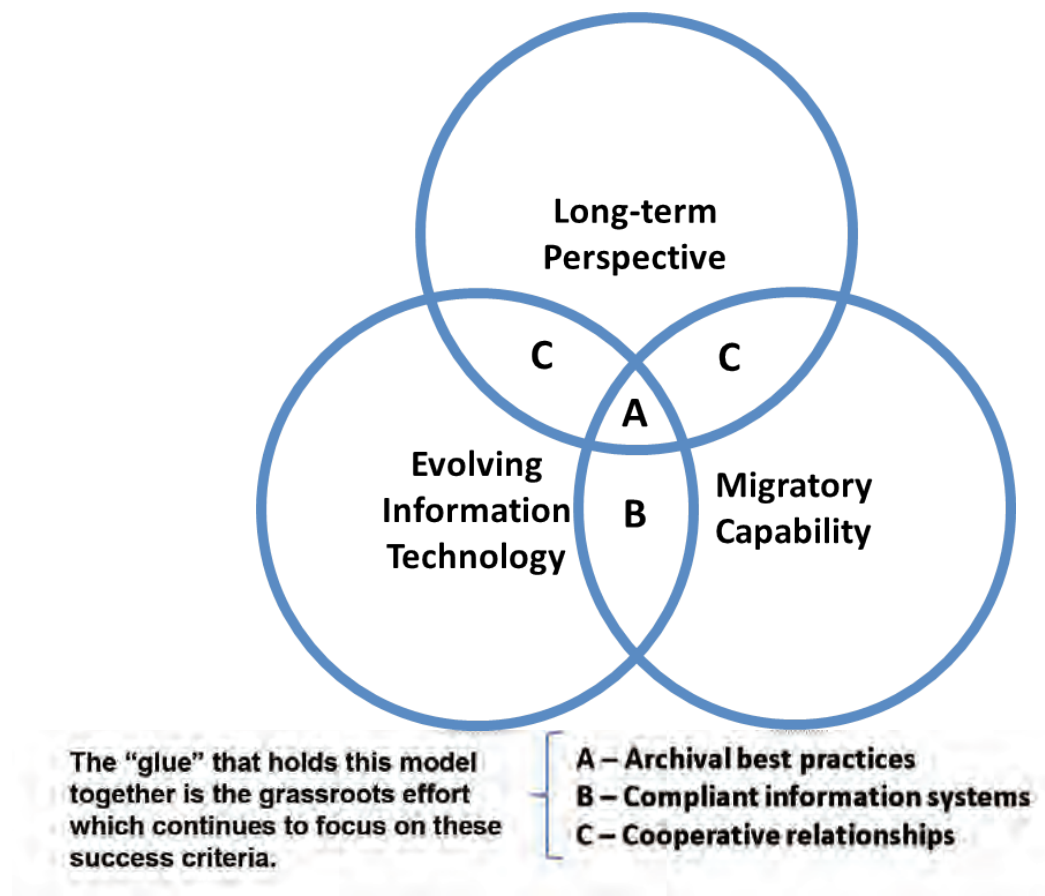 Long-term
Perspective
C
C
A
Evolving
Information
Technology
B
Migratory
Capability
The “glue” that holds this model
together is the grassroots effort
which continues to focus on these
success criteria.
A – Archival best practices
B – Compliant information systems
C – Cooperative relationships